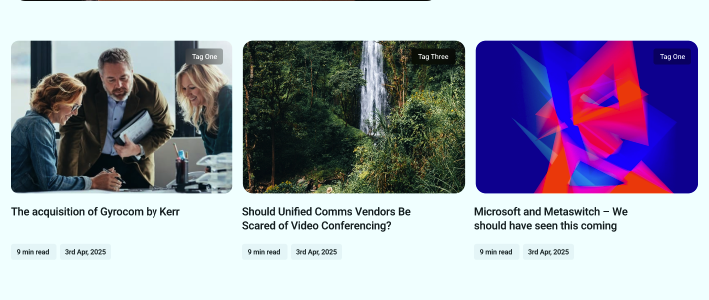 Tag One
Tag Three
Tag One
The acquisition of Gyrocom by Kerr
9 min read
3rd Apr, 2025
Should Unified Comms Vendors Be
Scared of Video Conferencing?
9 min read
3rd Apr, 2025
Microsoft and Metaswitch – We
should have seen this coming
9 min read
3rd Apr, 2025